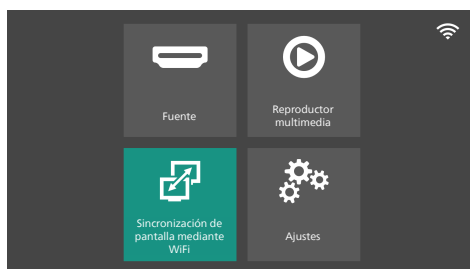 Fuente
Reproductor
multimedia
Sincronización de
pantalla mediante
WiFi
Ajustes